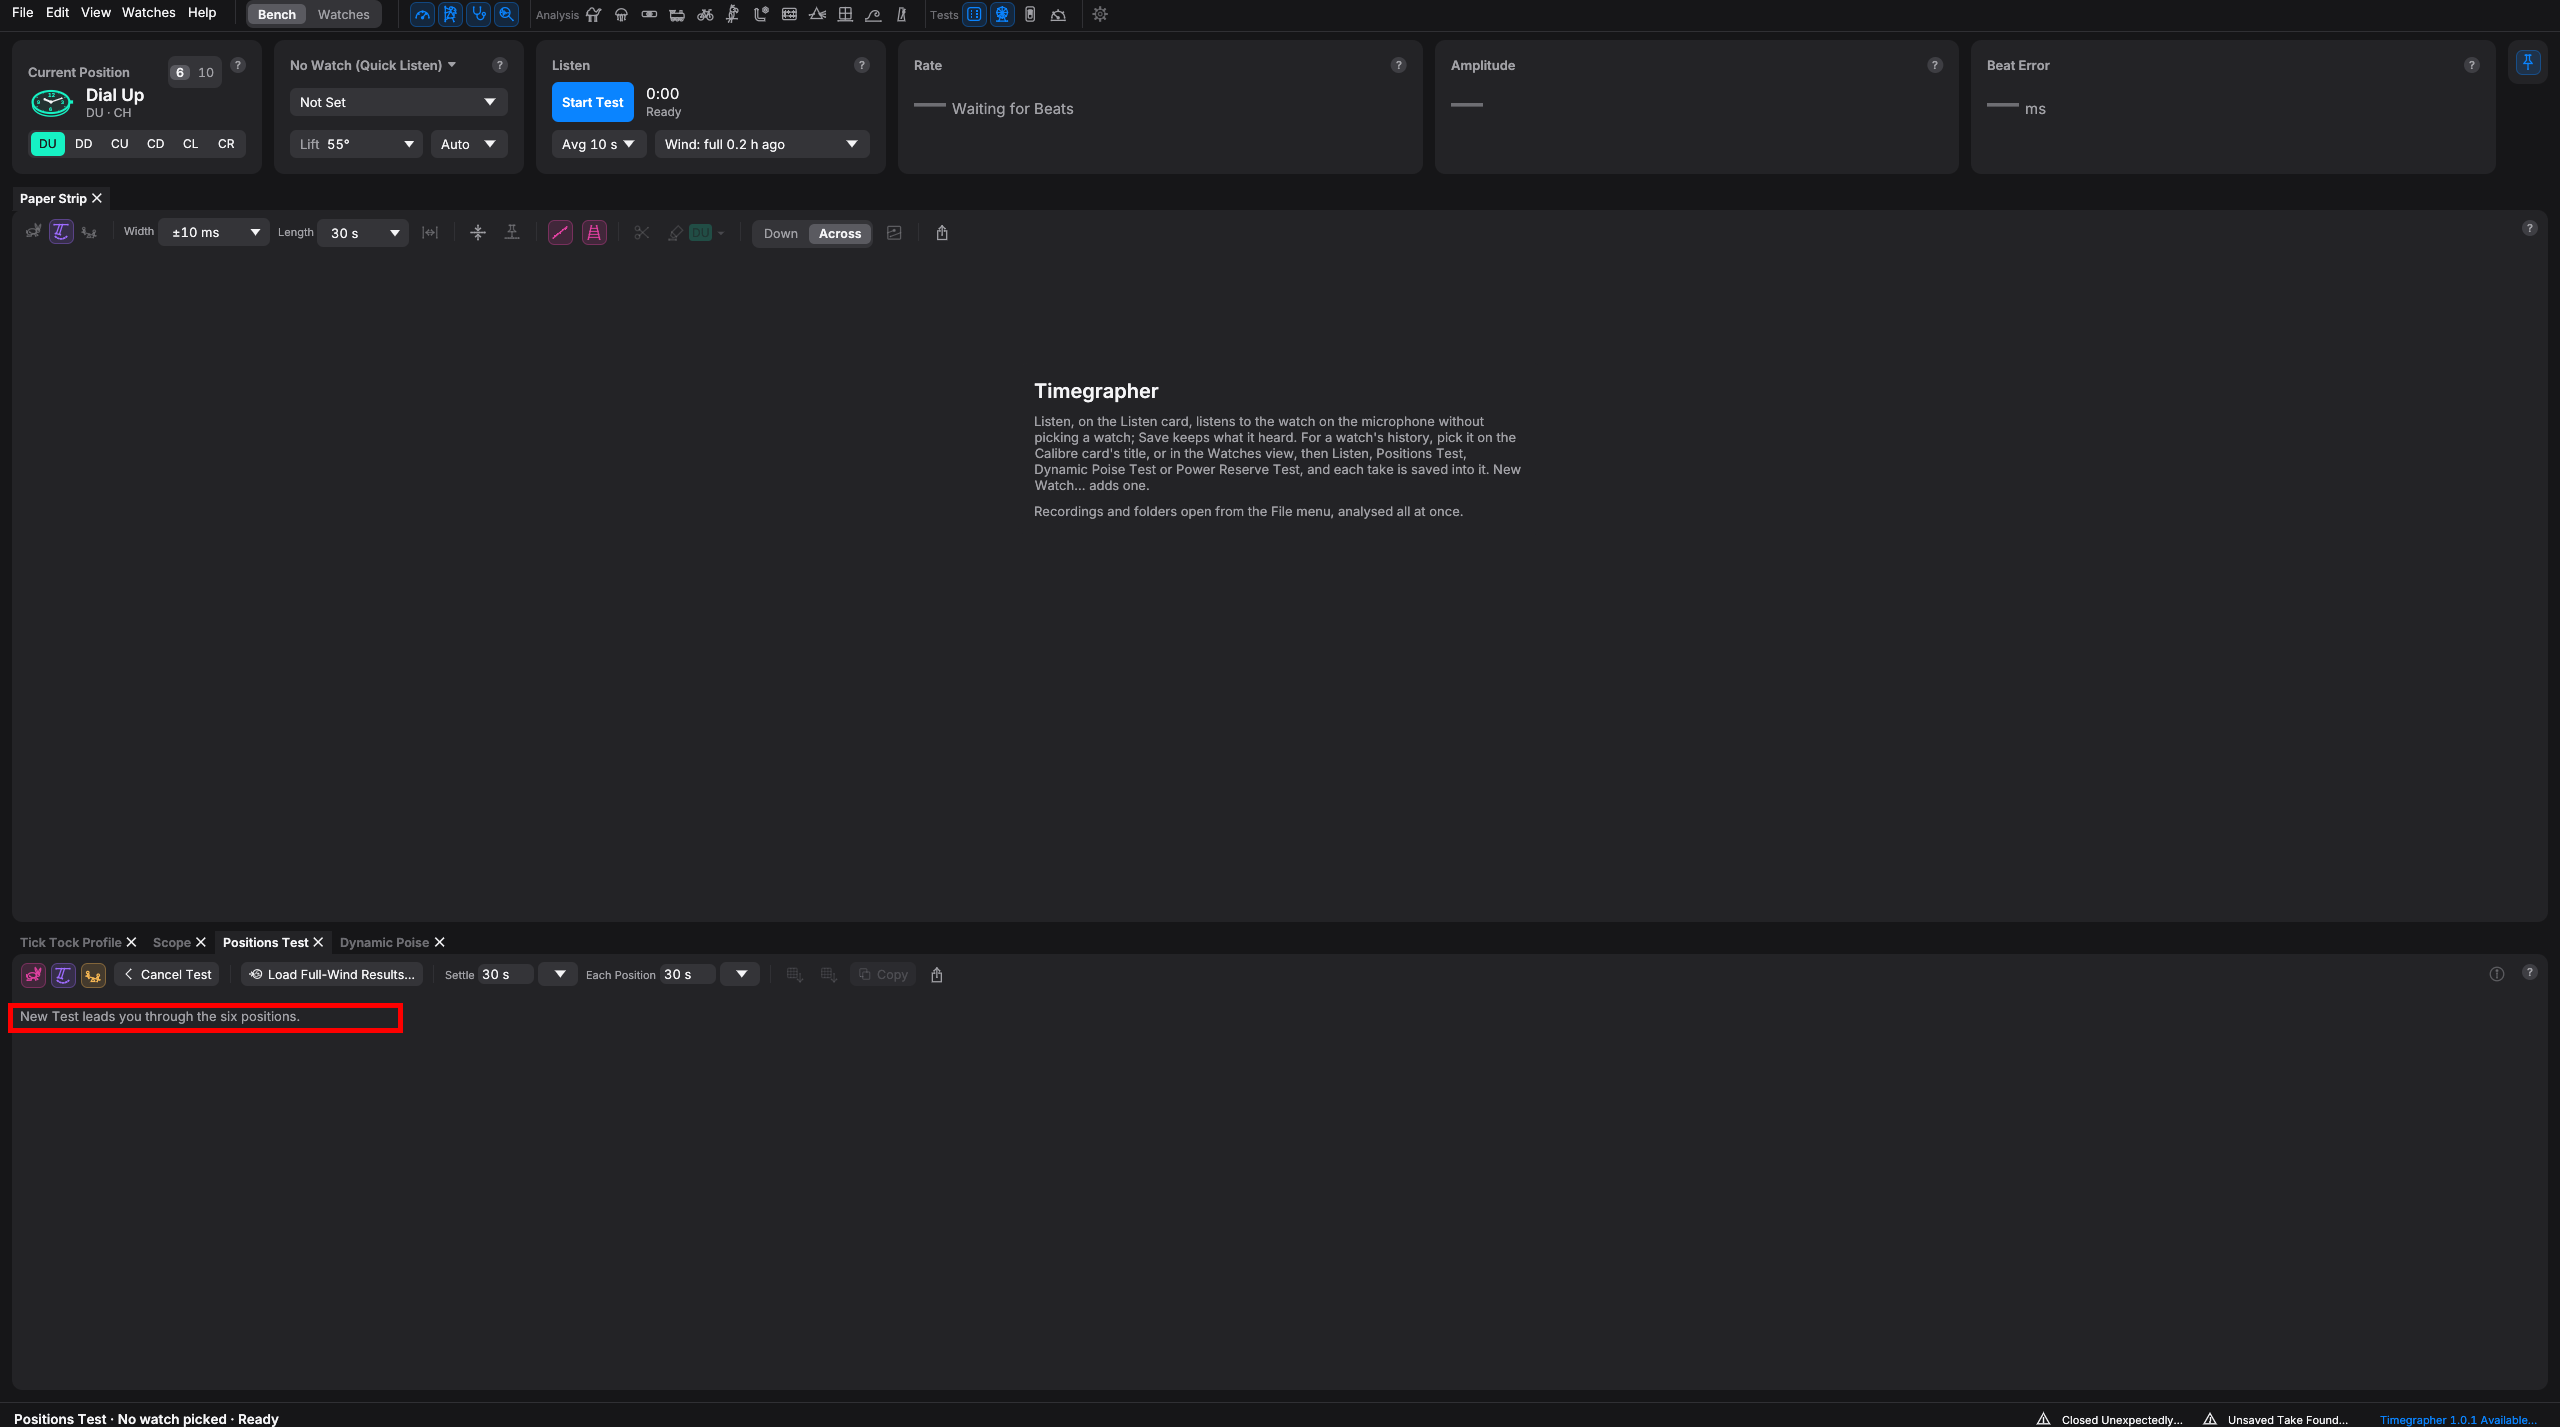 File Edit View Watches Help Bench Watches Analysis Tests
Current Position 6 10 ?
Dial Up
DU · CH
DU DD CU CD CL CR
No Watch (Quick Listen) ?
Not Set
Lift 55° Auto
Listen ?
Start Test 0:00
Ready
Avg 10 s Wind: full 0.2 h ago
Rate ?
Waiting for Beats
Amplitude ?
Beat Error ?
ms
Paper Strip
Width ±10 ms Length 30 s DU Down Across ?
Timegrapher
Listen, on the Listen card, listens to the watch on the microphone without
picking a watch; Save keeps what it heard. For a watch's history, pick it on the
Calibre card's title, or in the Watches view, then Listen, Positions Test,
Dynamic Poise Test or Power Reserve Test, and each take is saved into it. New
Watch... adds one.
Recordings and folders open from the File menu, analysed all at once.
Tick Tock Profile Scope Positions Test Dynamic Poise
Cancel Test Load Full-Wind Results... Settle 30 s Each Position 30 s Copy ?
New Test leads you through the six positions.
Positions Test · No watch picked · Ready Closed Unexpectedly... Unsaved Take Found... Timegrapher 1.0.1 Available...